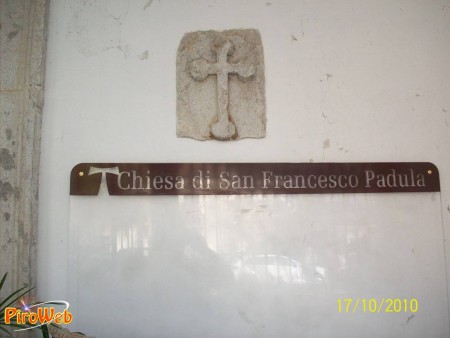 Chiesa di San Francesco Padula
17/10/2010
PiroWeb